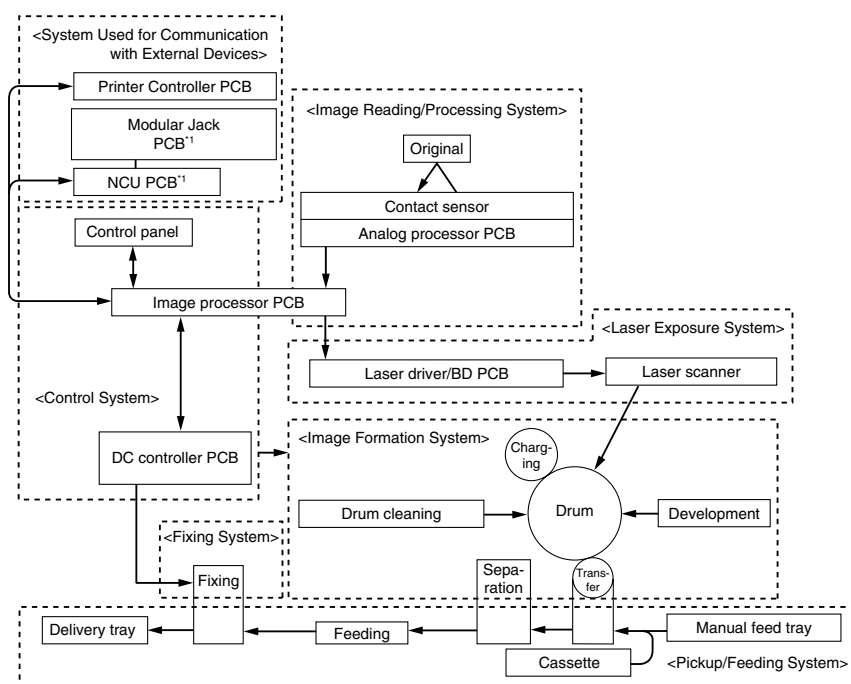 <System Used for Communication
with External Devices>
Printer Controller PCB
Modular Jack
PCB*1
NCU PCB*1
<Image Reading/Processing System>
Original
Contact sensor
Analog processor PCB
Control panel
Image processor PCB
<Control System>
DC controller PCB
<Laser Exposure System>
Laser driver/BD PCB
Laser scanner
<Image Formation System>
Charg-
ing
Drum cleaning
Drum
Development
<Fixing System>
Fixing
Sepa-
ration
Trans-
fer
Delivery tray
Feeding
Manual feed tray
Cassette
<Pickup/Feeding System>